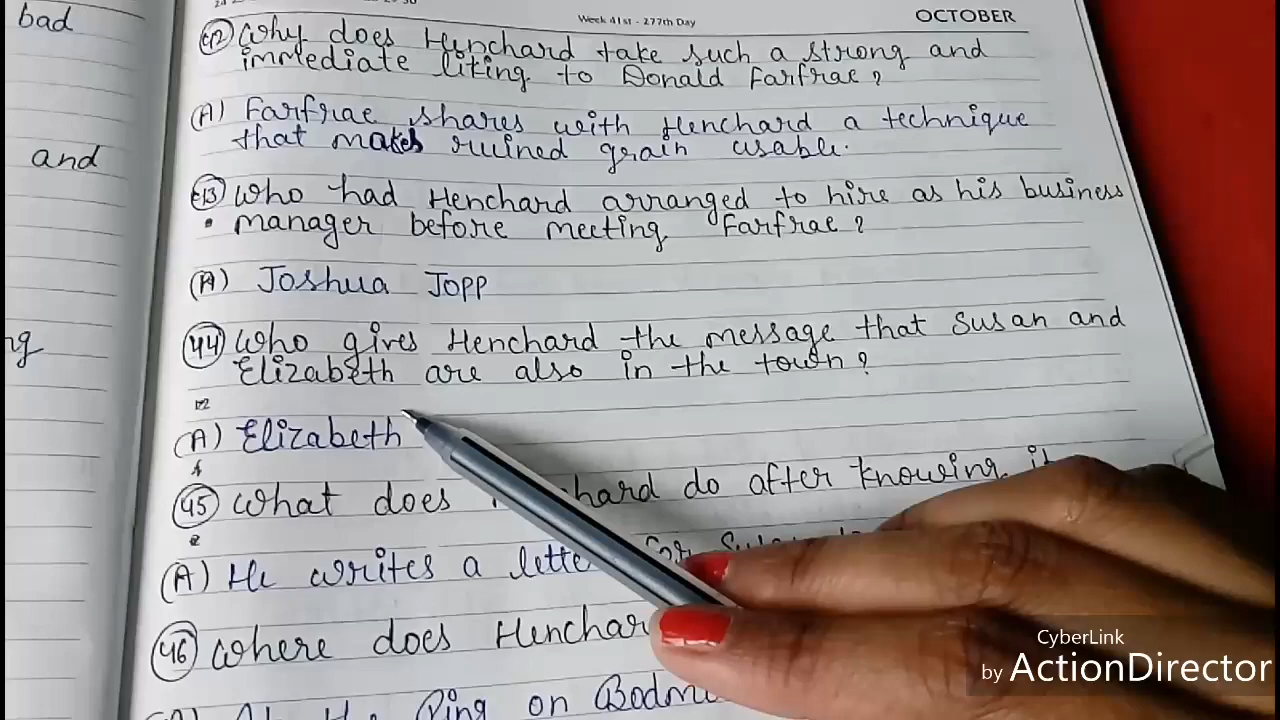 bad
and
ng
Week 41st - 277th Day
OCTOBER
42 Why does Henchard take such a strong and
immediate liking to Donald Farfrae?
(A) Farfrae shares with Henchard a technique
that makes ruined grain usable.
43 Who had Henchard arranged to hire as his business
manager before meeting Farfrae?
(A) Joshua Jopp
44 Who gives Henchard the message that Susan and
Elizabeth are also in the town?
(A) Elizabeth
45 What does hard do after knowing it
(A) He writes a lette for Susan
46 Where does Henchar
Ring on Bodm
CyberLink
by ActionDirector